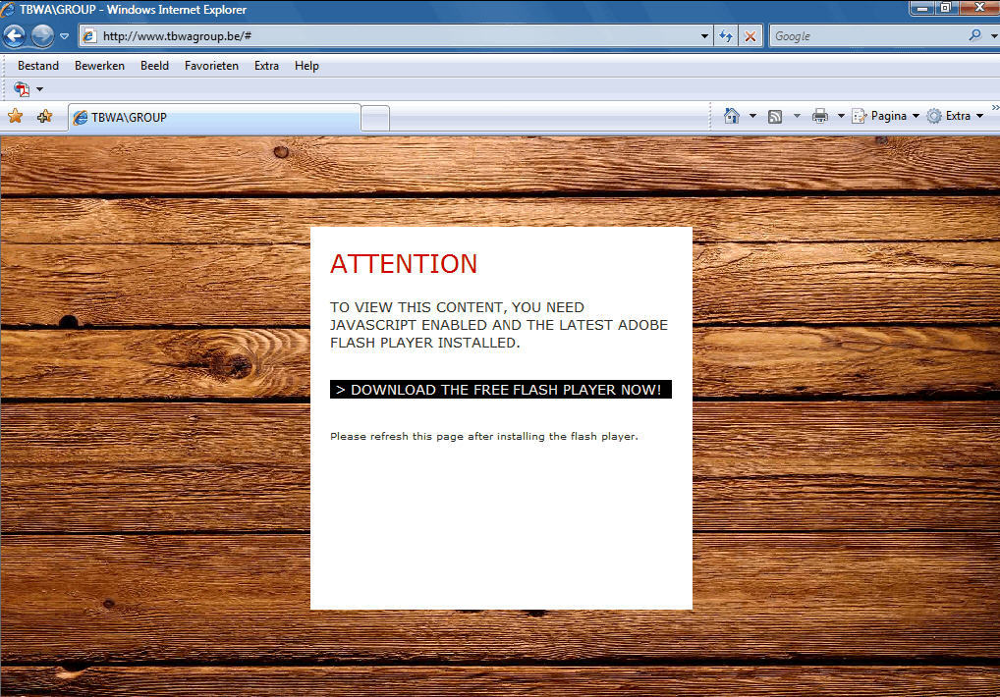 TBWA\GROUP - Windows Internet Explorer
http://www.tbwagroup.be/#
Google
Bestand Bewerken Beeld Favorieten Extra Help
TBWA\GROUP
Pagina Extra
ATTENTION
TO VIEW THIS CONTENT, YOU NEED
JAVASCRIPT ENABLED AND THE LATEST ADOBE
FLASH PLAYER INSTALLED.
> DOWNLOAD THE FREE FLASH PLAYER NOW!
Please refresh this page after installing the flash player.